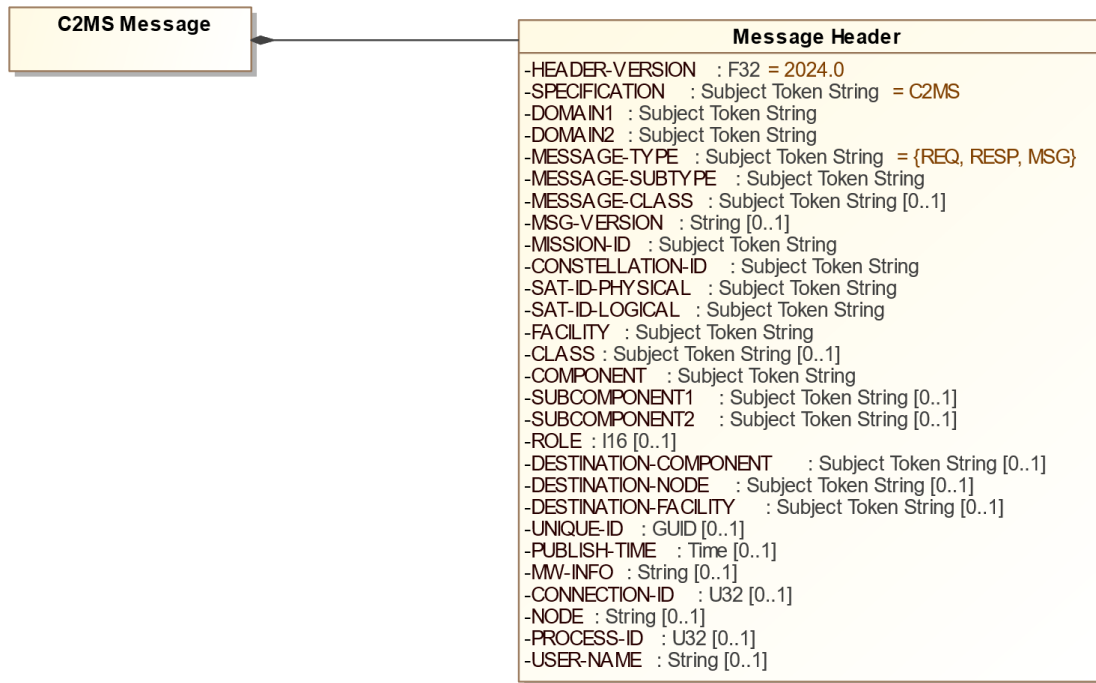 C2MS Message
Message Header
-HEADER-VERSION : F32 = 2024.0
-SPECIFICATION : Subject Token String = C2MS
-DOMAIN1 : Subject Token String
-DOMAIN2 : Subject Token String
-MESSAGE-TYPE : Subject Token String = {REQ, RESP, MSG}
-MESSAGE-SUBTYPE : Subject Token String
-MESSAGE-CLASS : Subject Token String [0..1]
-MSG-VERSION : String [0..1]
-MISSION-ID : Subject Token String
-CONSTELLATION-ID : Subject Token String
-SAT-ID-PHYSICAL : Subject Token String
-SAT-ID-LOGICAL : Subject Token String
-FACILITY : Subject Token String
-CLASS : Subject Token String [0..1]
-COMPONENT : Subject Token String
-SUBCOMPONENT1 : Subject Token String [0..1]
-SUBCOMPONENT2 : Subject Token String [0..1]
-ROLE : I16 [0..1]
-DESTINATION-COMPONENT : Subject Token String [0..1]
-DESTINATION-NODE : Subject Token String [0..1]
-DESTINATION-FACILITY : Subject Token String [0..1]
-UNIQUE-ID : GUID [0..1]
-PUBLISH-TIME : Time [0..1]
-MW-INFO : String [0..1]
-CONNECTION-ID : U32 [0..1]
-NODE : String [0..1]
-PROCESS-ID : U32 [0..1]
-USER-NAME : String [0..1]